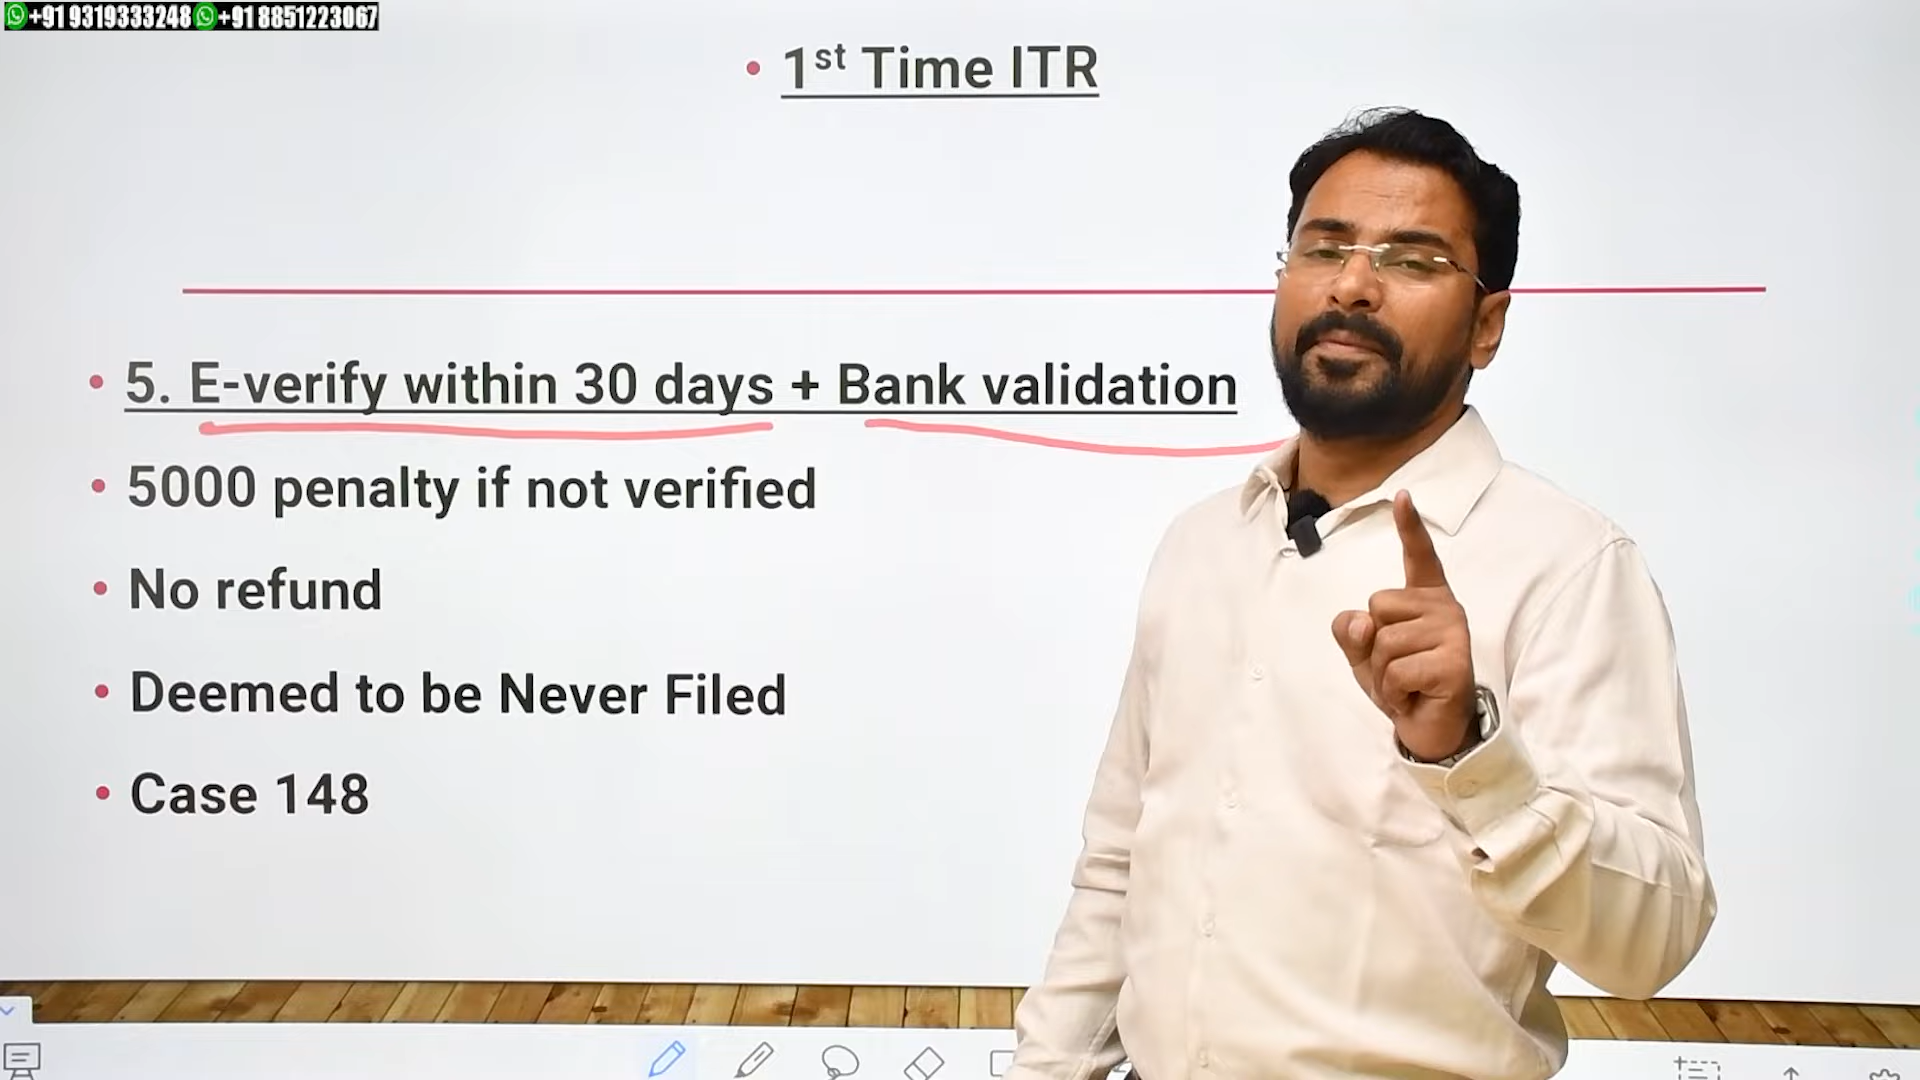 +91 9319333248 +91 8851223067
• 1st Time ITR
• 5. E-verify within 30 days + Bank validation
• 5000 penalty if not verified
• No refund
• Deemed to be Never Filed
• Case 148